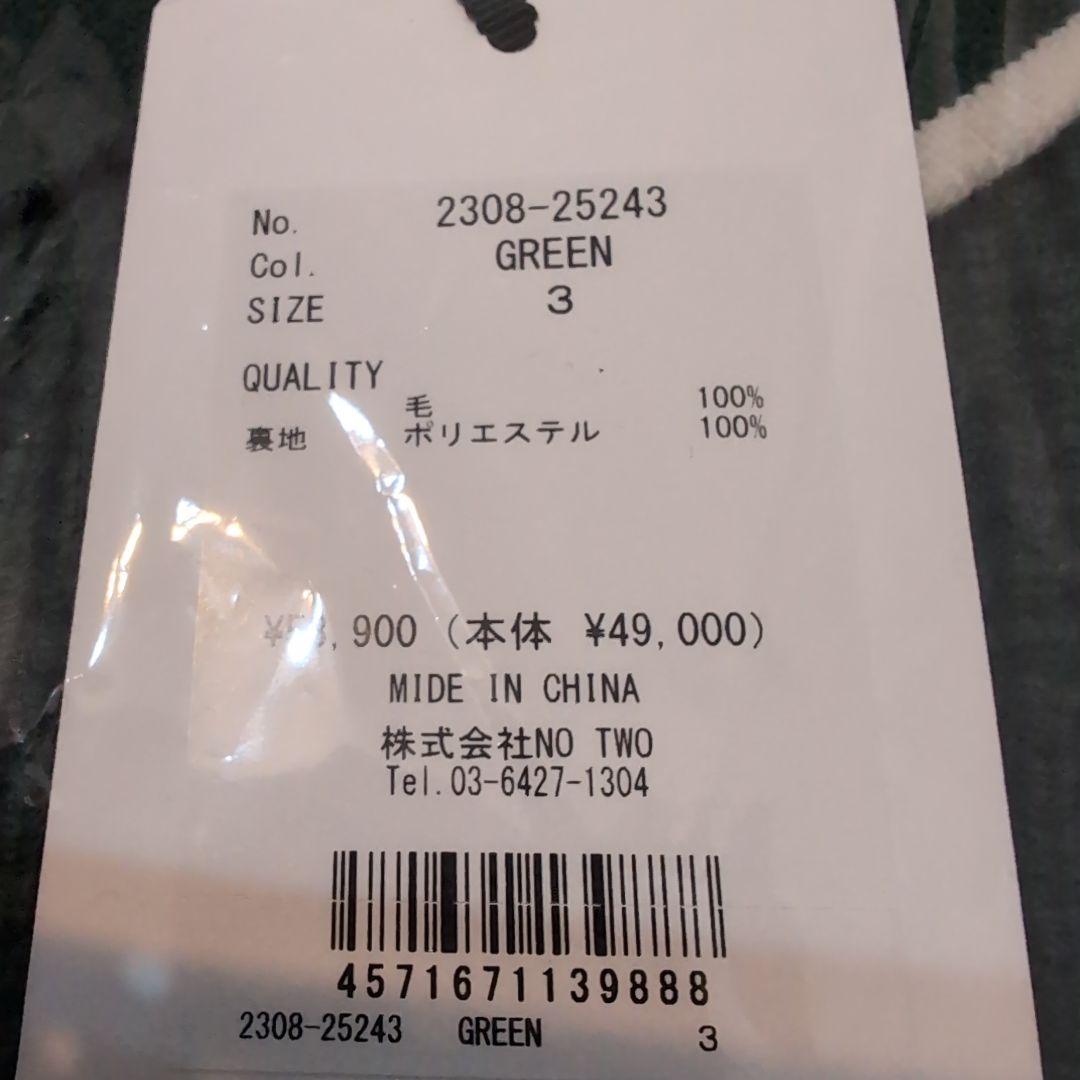 No. 2308-25243
Col. GREEN
SIZE 3
QUALITY
毛 100%
裏地 ポリエステル 100%
¥53,900 (本体 ¥49,000)
MIDE IN CHINA
株式会社NO TWO
Tel.03-6427-1304
4571671139888
2308-25243 GREEN 3